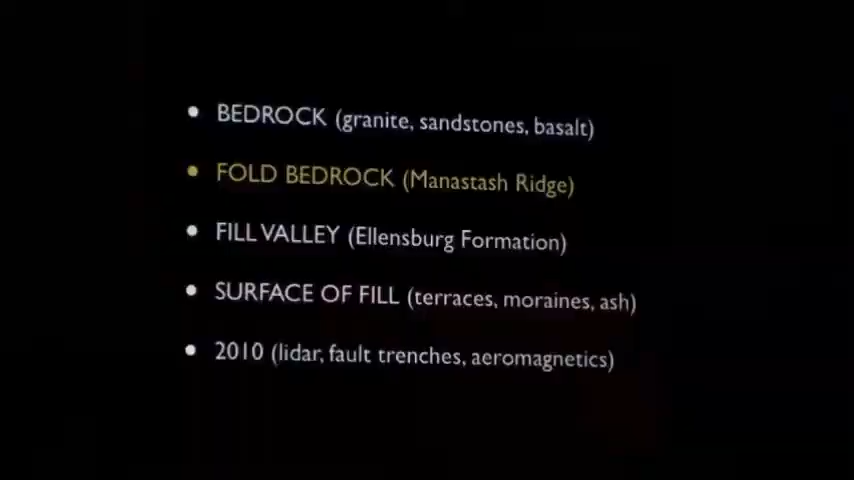 • BEDROCK (granite, sandstones, basalt)
• FOLD BEDROCK (Manastash Ridge)
• FILL VALLEY (Ellensburg Formation)
• SURFACE OF FILL (terraces, moraines, ash)
• 2010 (lidar, fault trenches, aeromagnetics)